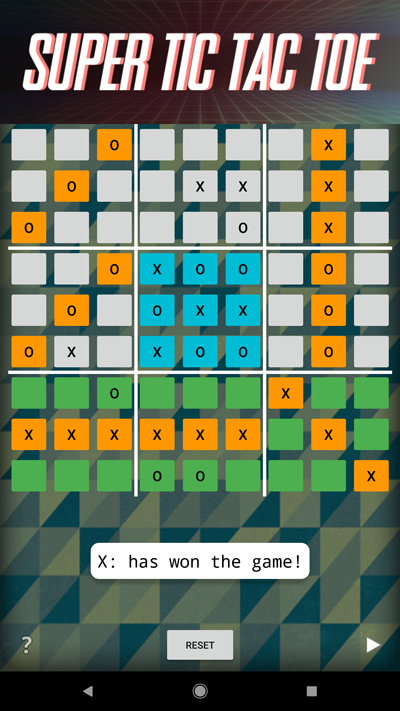 SUPER TIC TAC TOE
O X
O X X X
O O X
O X O O O
O O X X O
O X X O O O
O X
X X X X X X X
O O X
X: has won the game!
? RESET